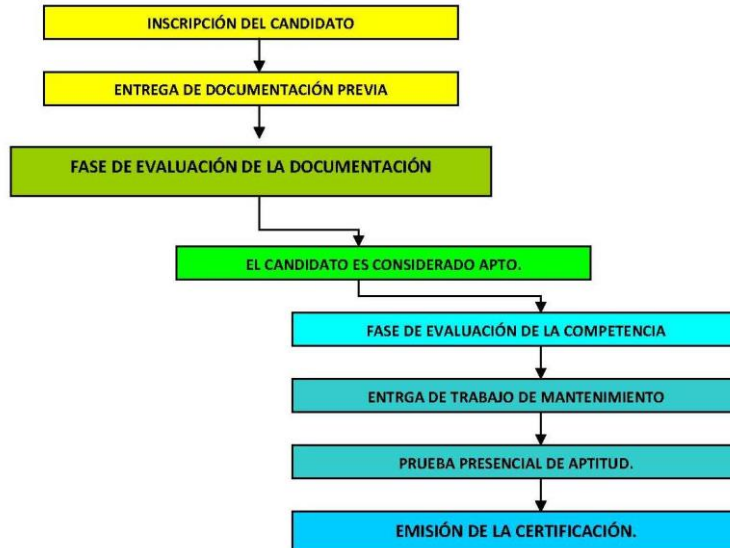 INSCRIPCIÓN DEL CANDIDATO
ENTREGA DE DOCUMENTACIÓN PREVIA
FASE DE EVALUACIÓN DE LA DOCUMENTACIÓN
EL CANDIDATO ES CONSIDERADO APTO.
FASE DE EVALUACIÓN DE LA COMPETENCIA
ENTRGA DE TRABAJO DE MANTENIMIENTO
PRUEBA PRESENCIAL DE APTITUD.
EMISIÓN DE LA CERTIFICACIÓN.